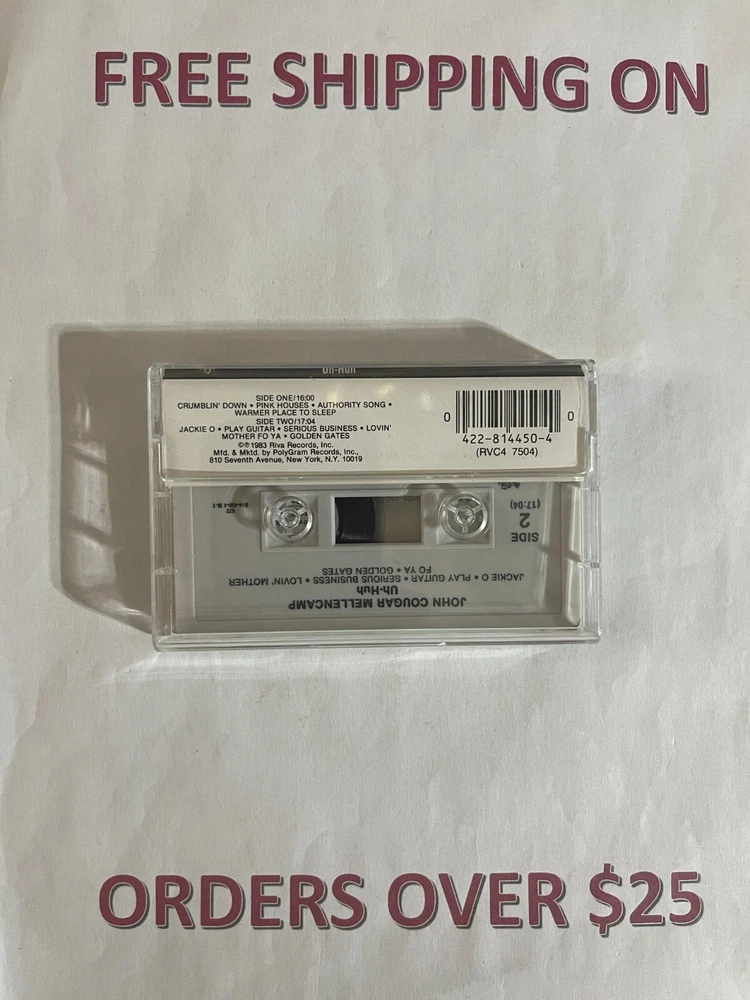 FREE SHIPPING ON
Uh-Huh
SIDE ONE/16:00
CRUMBLIN' DOWN • PINK HOUSES • AUTHORITY SONG •
WARMER PLACE TO SLEEP
SIDE TWO/17:04
JACKIE O • PLAY GUITAR • SERIOUS BUSINESS • LOVIN'
MOTHER FO YA • GOLDEN GATES
©℗ 1983 Riva Records, Inc.
Mfd. & Mktd. by PolyGram Records, Inc.,
810 Seventh Avenue, New York, N.Y. 10019
0 0
422-814450-4
(RVC4 7504)
JOHN COUGAR MELLENCAMP
Uh-Huh
JACKIE O • PLAY GUITAR • SERIOUS BUSINESS • LOVIN' MOTHER
FO YA • GOLDEN GATES
SIDE
2
(17:04)
ORDERS OVER $25